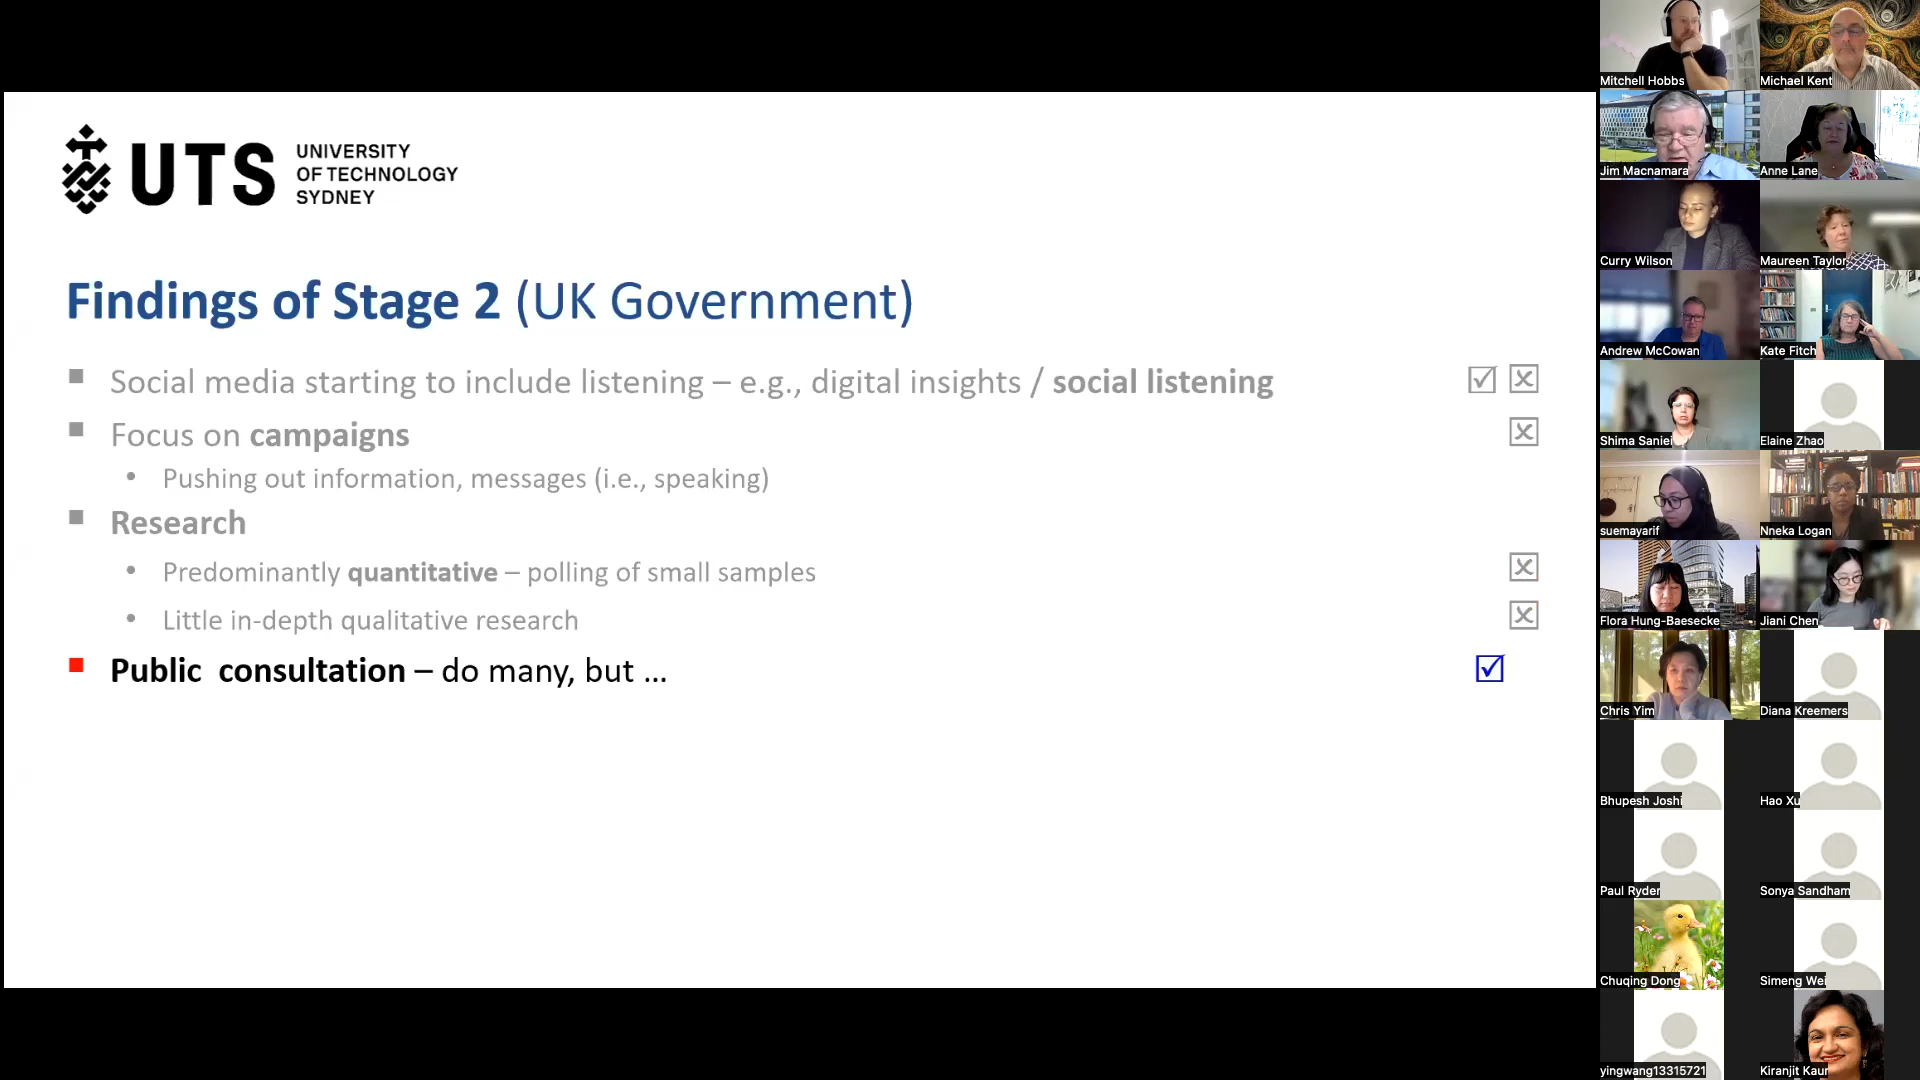 UTS
UNIVERSITY
OF TECHNOLOGY
SYDNEY
Findings of Stage 2 (UK Government)
Social media starting to include listening – e.g., digital insights / social listening
Focus on campaigns
Pushing out information, messages (i.e., speaking)
Research
Predominantly quantitative – polling of small samples
Little in-depth qualitative research
Public  consultation – do many, but ...
Mitchell Hobbs
Michael Kent
Jim Macnamara
Anne Lane
Curry Wilson
Maureen Taylor
Andrew McCowan
Kate Fitch
Shima Saniei
Elaine Zhao
suemayarif
Nneka Logan
Flora Hung-Baesecke
Jiani Chen
Chris Yim
Diana Kreemers
Bhupesh Joshi
Hao Xu
Paul Ryder
Sonya Sandham
Chuqing Dong
Simeng Wei
yingwang13315721
Kiranjit Kaur